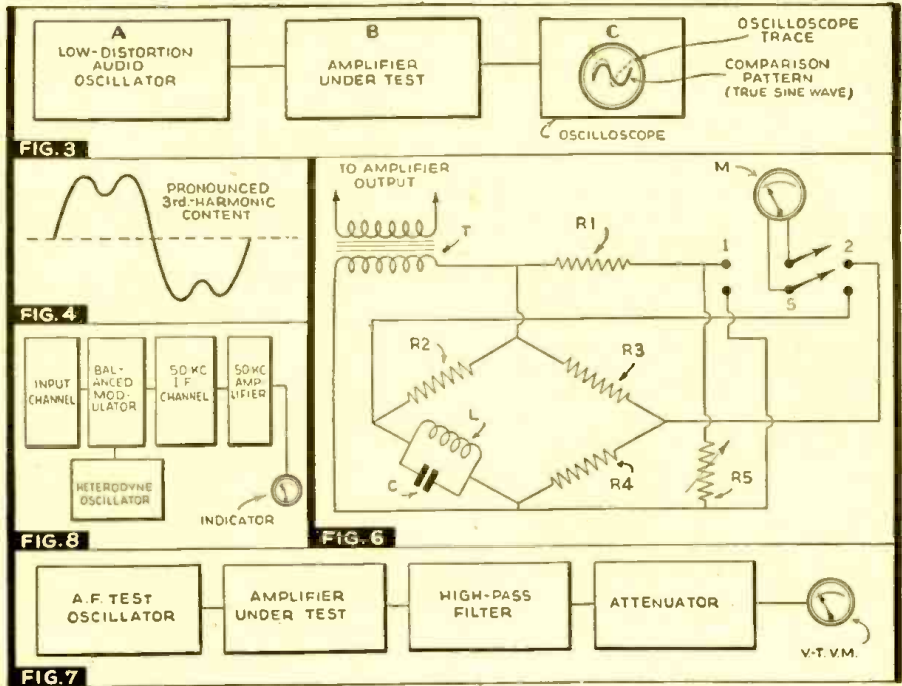 A
LOW-DISTORTION
AUDIO
OSCILLATOR
B
AMPLIFIER
UNDER TEST
C
OSCILLOSCOPE
TRACE
COMPARISON
PATTERN
(TRUE SINE WAVE)
OSCILLOSCOPE
FIG. 3
PRONOUNCED
3rd.-HARMONIC
CONTENT
FIG. 4
TO AMPLIFIER
OUTPUT
T
R1
M
1
2
S
R2
R3
L
C
R4
R5
FIG. 6
INPUT
CHANNEL
BAL-
ANCED
MOD-
ULATOR
50 KC
I F
CHANNEL
50 KC
AMP-
LIFIER
HETERODYNE
OSCILLATOR
INDICATOR
FIG. 8
A.F. TEST
OSCILLATOR
AMPLIFIER
UNDER TEST
HIGH-PASS
FILTER
ATTENUATOR
V.-T. V. M.
FIG. 7